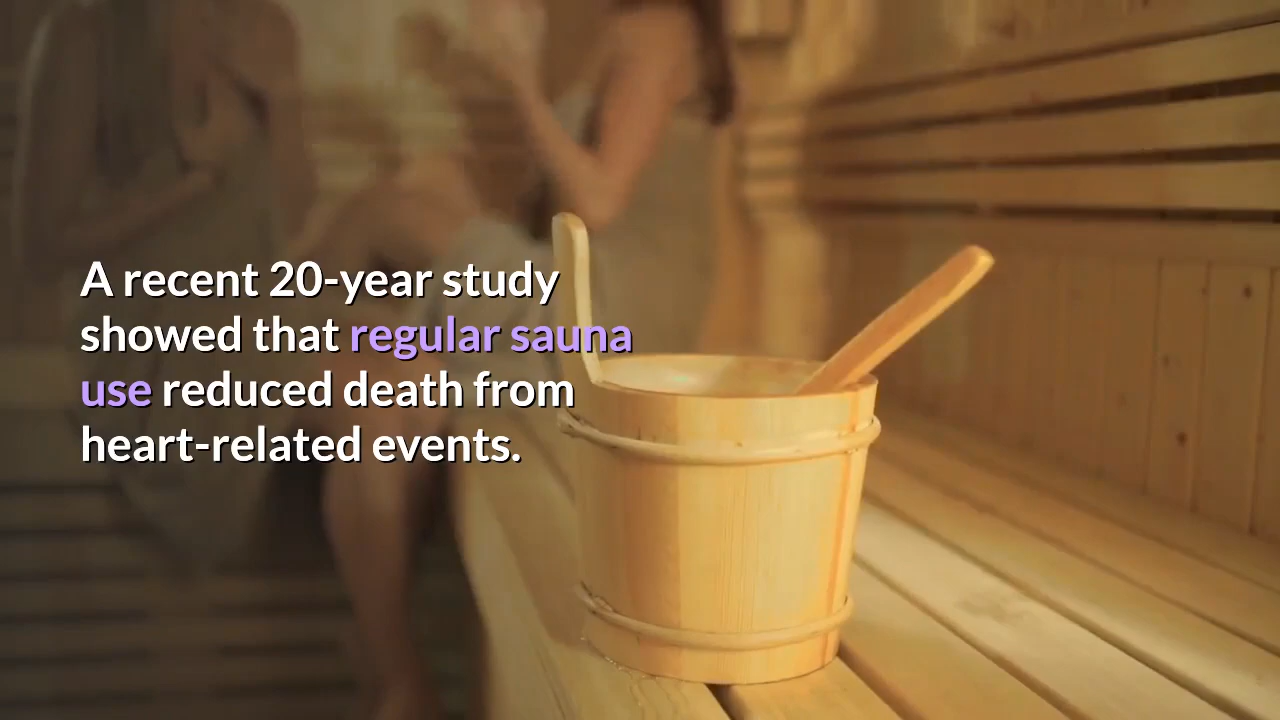 A recent 20-year study
showed that regular sauna
use reduced death from
heart-related events.